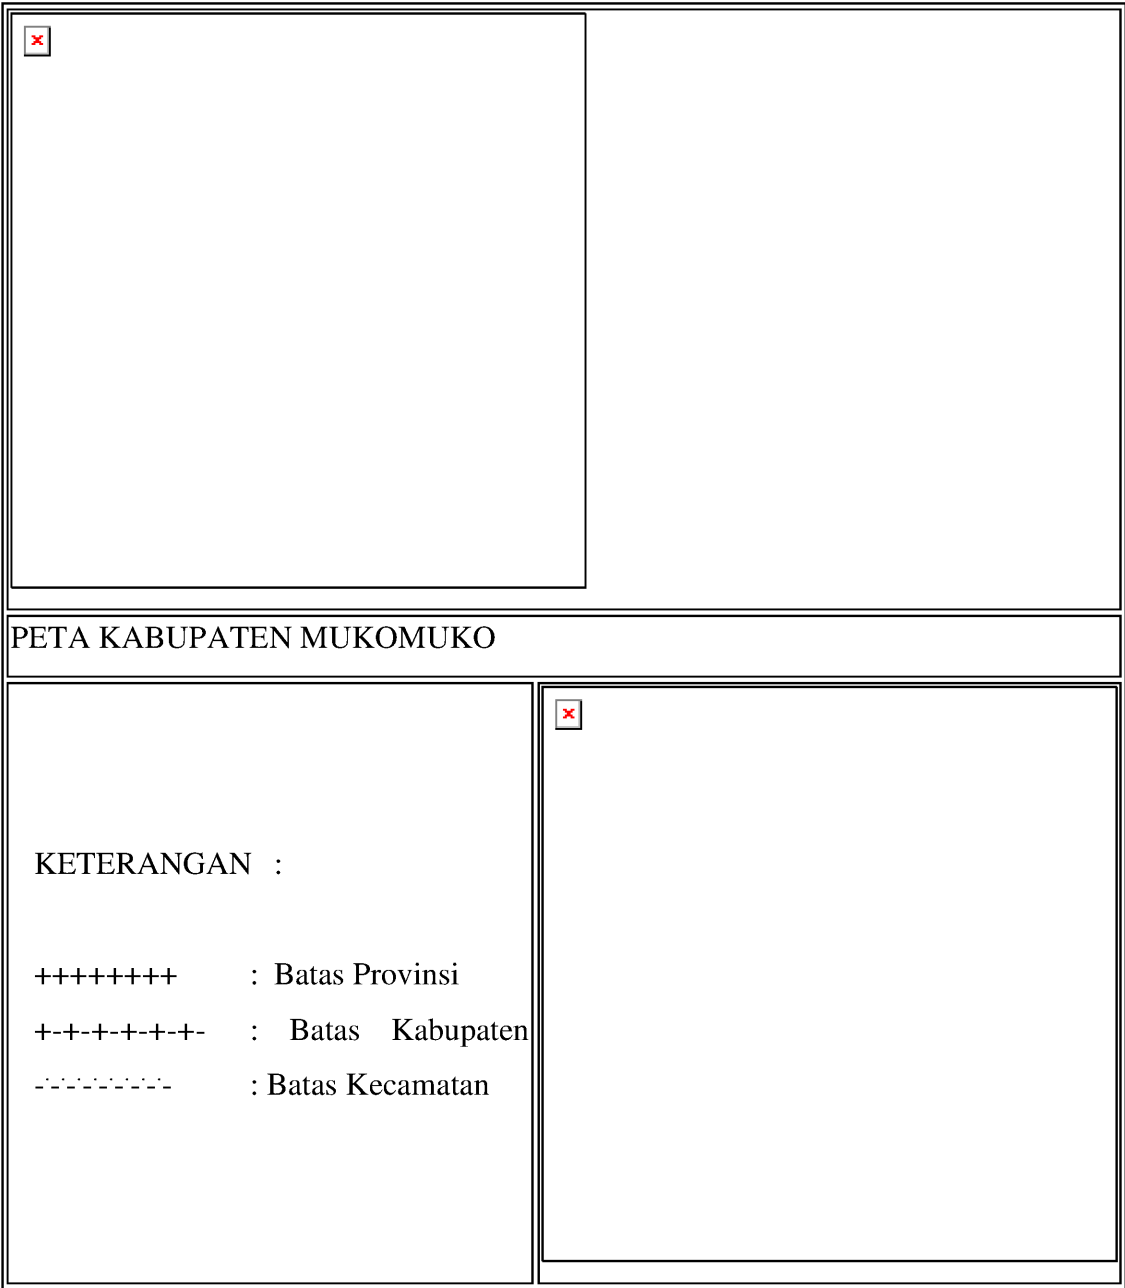 PETA KABUPATEN MUKOMUKO
KETERANGAN :
++++++++ : Batas Provinsi
+-+-+-+-+-+- : Batas Kabupaten
-·-·-·-·-·-·-·-·- : Batas Kecamatan